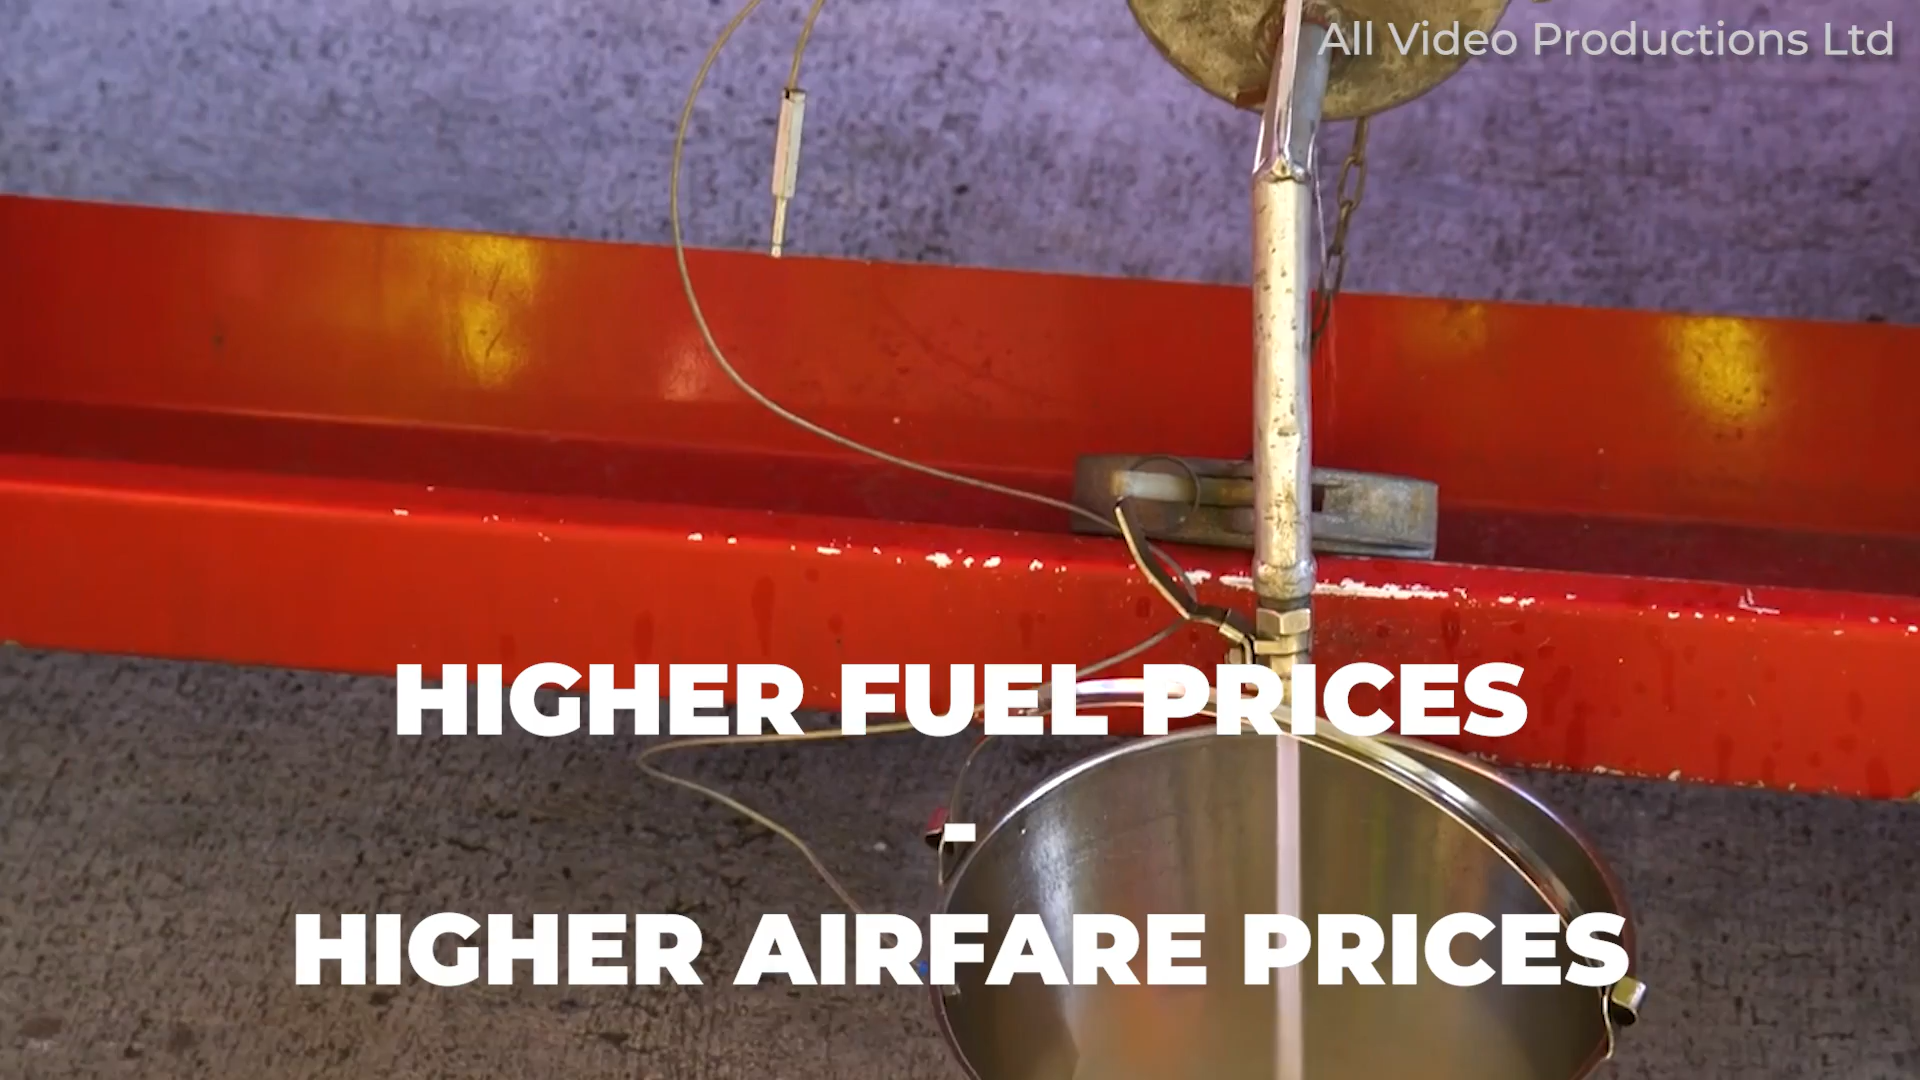 All Video Productions Ltd
HIGHER FUEL PRICES
-
HIGHER AIRFARE PRICES